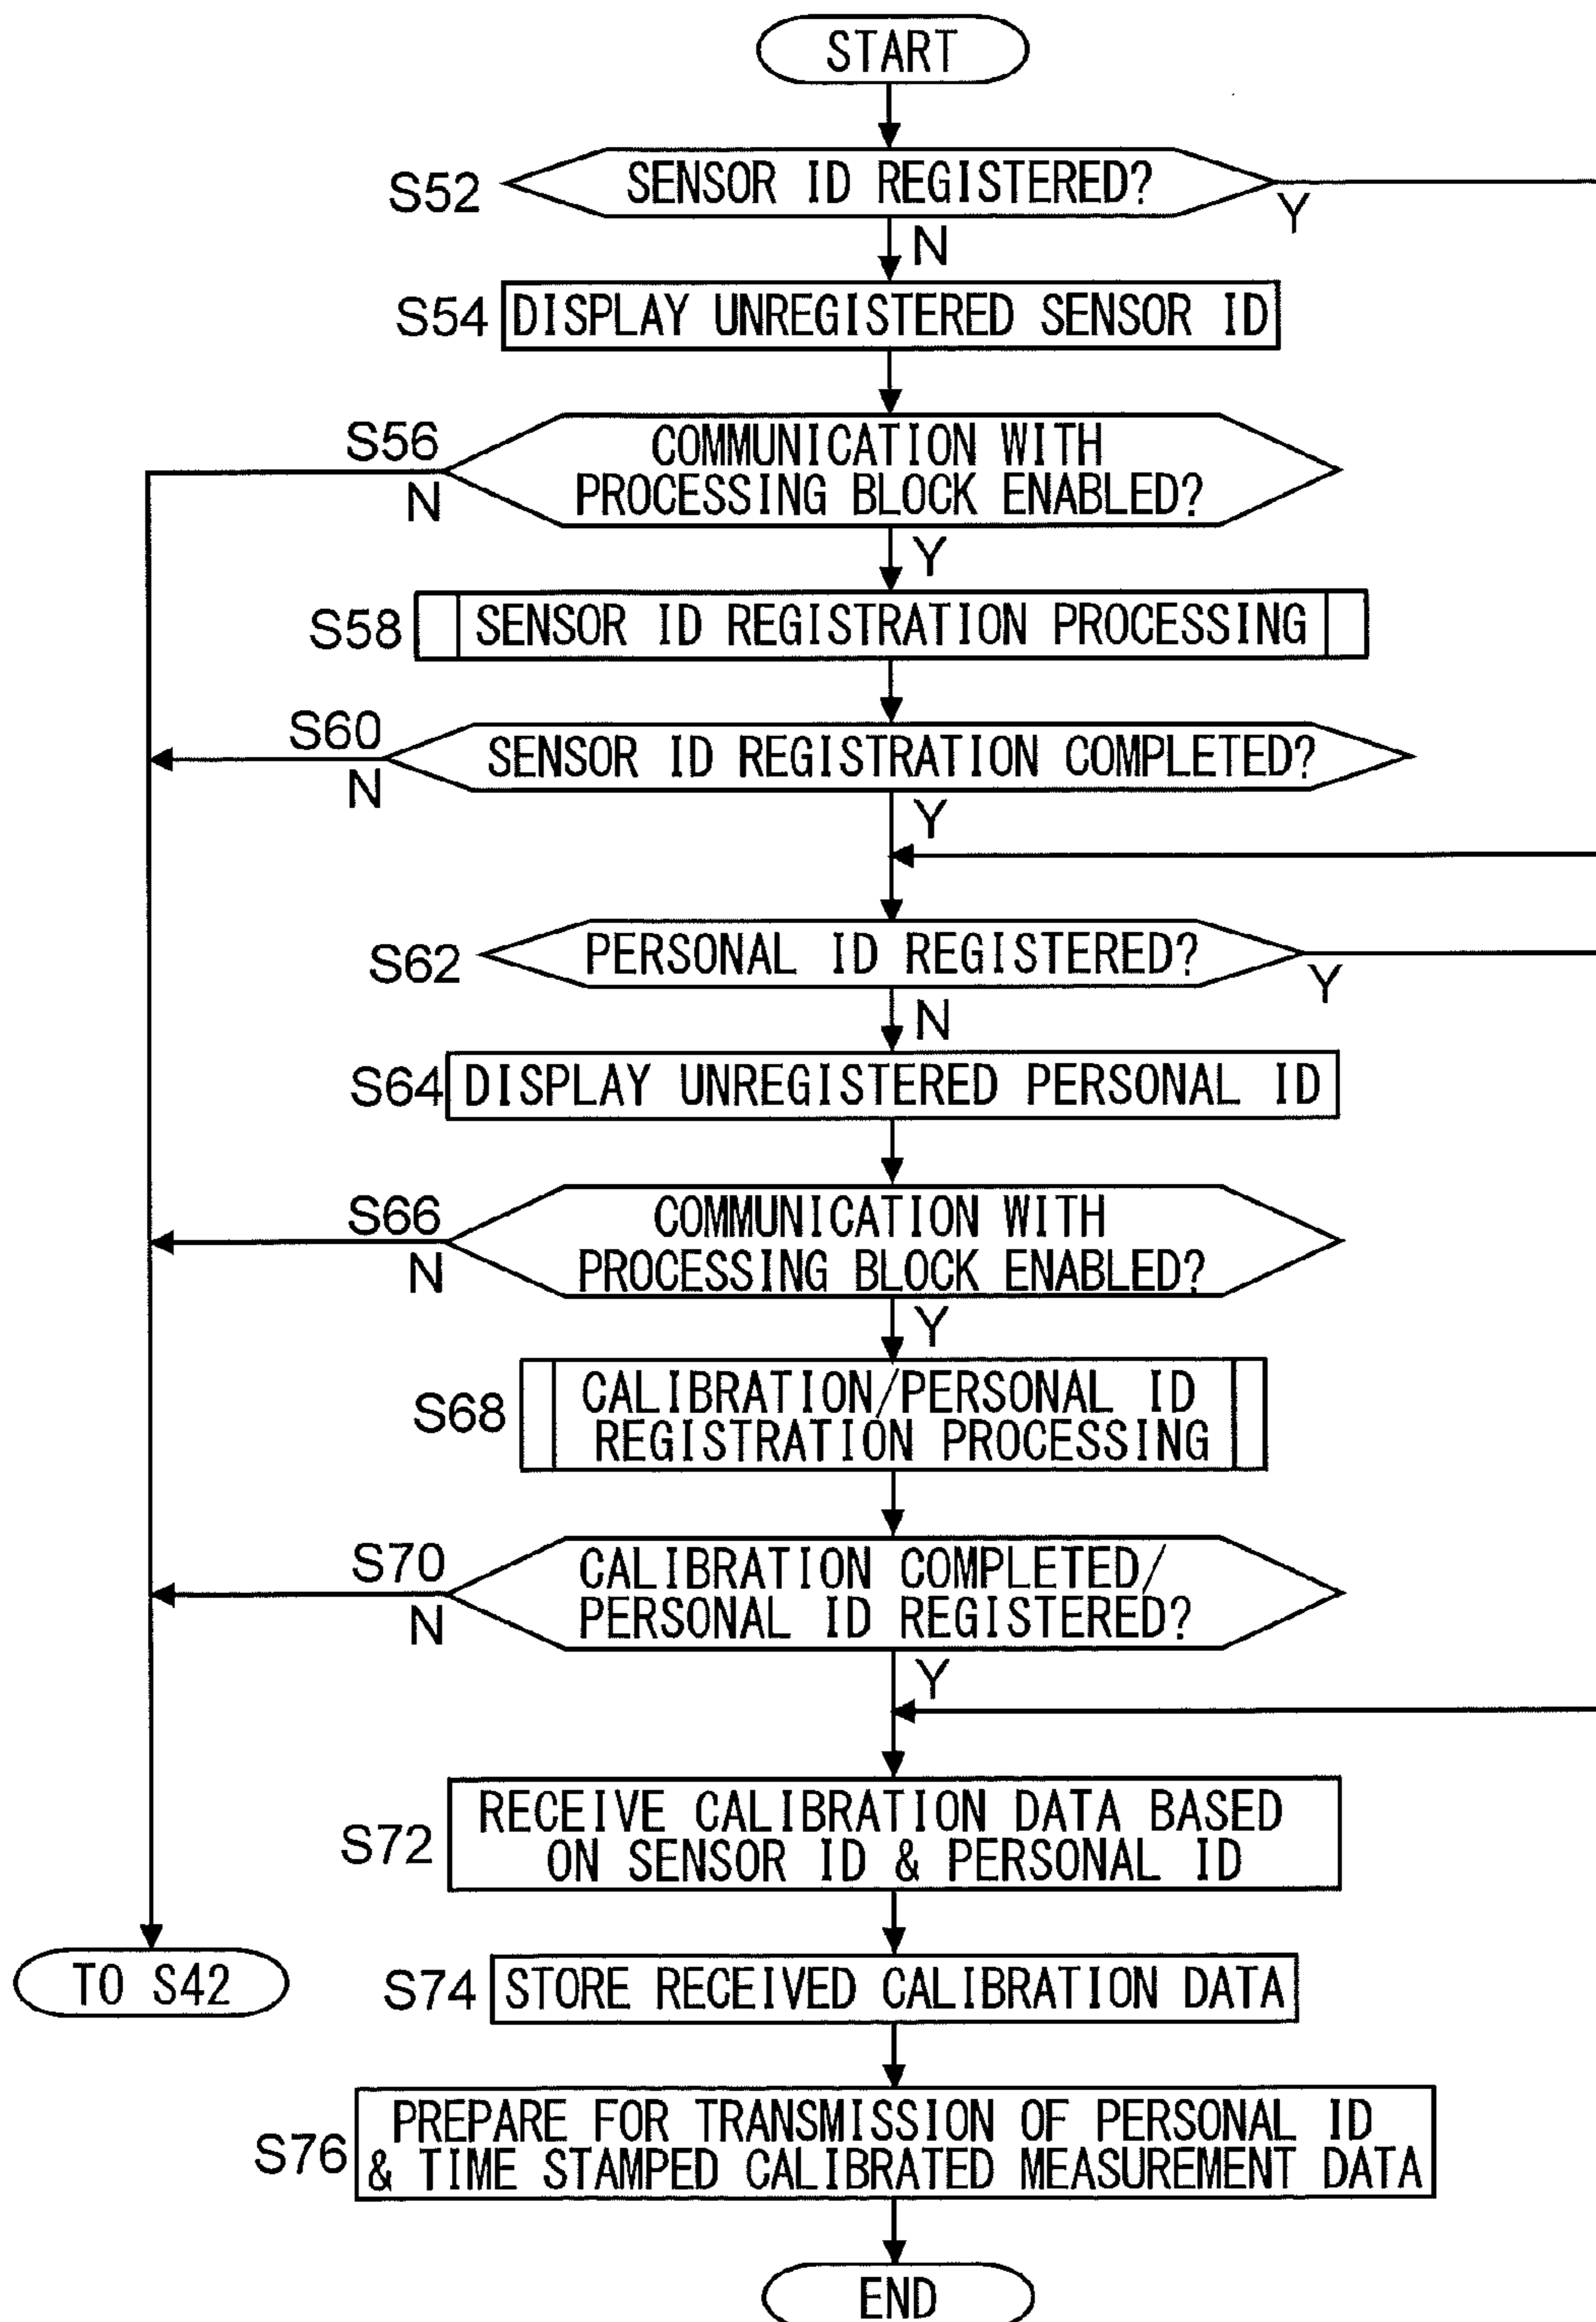 START
S52
SENSOR ID REGISTERED?
Y
N
S54
DISPLAY UNREGISTERED SENSOR ID
S56
N
COMMUNICATION WITH
PROCESSING BLOCK ENABLED?
Y
S58
SENSOR ID REGISTRATION PROCESSING
S60
N
SENSOR ID REGISTRATION COMPLETED?
Y
S62
PERSONAL ID REGISTERED?
Y
N
S64
DISPLAY UNREGISTERED PERSONAL ID
S66
N
COMMUNICATION WITH
PROCESSING BLOCK ENABLED?
Y
S68
CALIBRATION/PERSONAL ID
REGISTRATION PROCESSING
S70
N
CALIBRATION COMPLETED/
PERSONAL ID REGISTERED?
Y
S72
RECEIVE CALIBRATION DATA BASED
ON SENSOR ID & PERSONAL ID
TO S42
S74
STORE RECEIVED CALIBRATION DATA
S76
PREPARE FOR TRANSMISSION OF PERSONAL ID
& TIME STAMPED CALIBRATED MEASUREMENT DATA
END